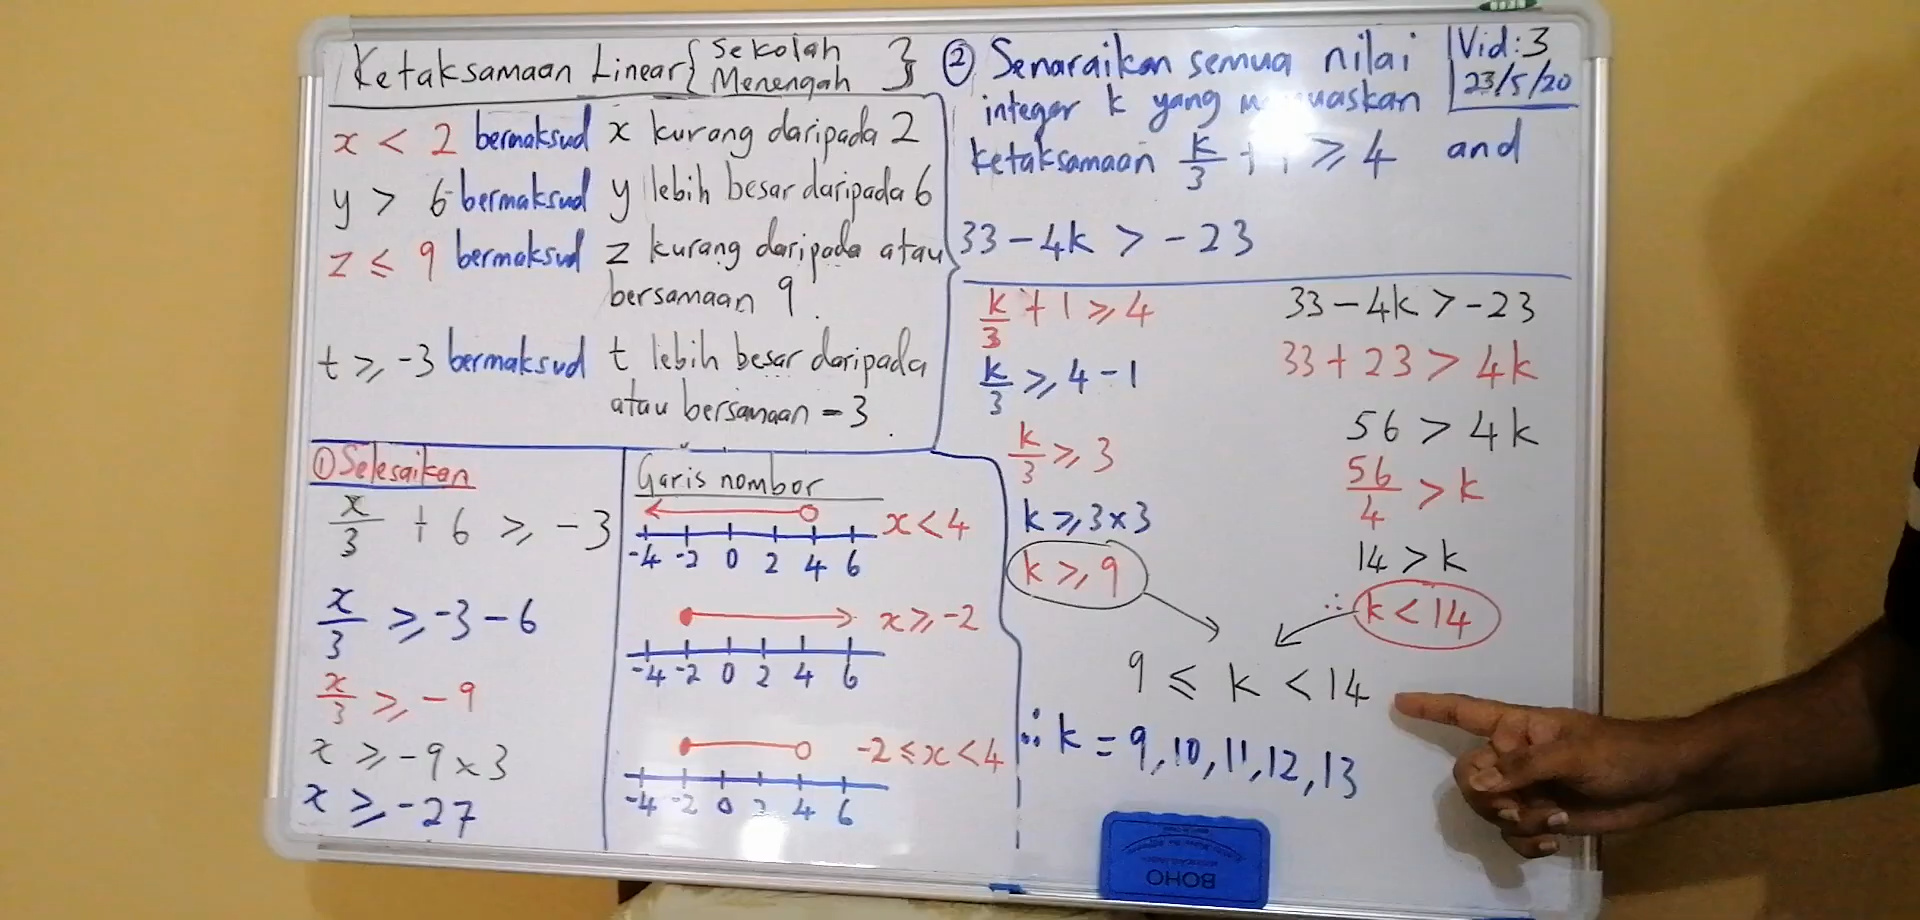 Ketaksamaan Linear { Sekolah Menengah }
x < 2 bermaksud x kurang daripada 2
y > 6 bermaksud y lebih besar daripada 6
z ≤ 9 bermaksud z kurang daripada atau
bersamaan 9.
t ≥ -3 bermaksud t lebih besar daripada
atau bersamaan -3.
① Selesaikan
x/3 + 6 ≥ -3
x/3 ≥ -3 - 6
x/3 ≥ -9
x ≥ -9 × 3
x ≥ -27
Garis nombor
x < 4
-4 -2 0 2 4 6
x ≥ -2
-4 -2 0 2 4 6
-2 ≤ x < 4
-4 -2 0 2 4 6
Vid: 3
23/5/20
② Senaraikan semua nilai
integer k yang
ketaksamaan k/3 + 1 ≥ 4 and
33 - 4k > -23
k/3 + 1 ≥ 4
k/3 ≥ 4 - 1
k/3 ≥ 3
k ≥ 3 × 3
k ≥ 9
33 - 4k > -23
33 + 23 > 4k
56 > 4k
56/4 > k
14 > k
∴ k < 14
9 ≤ k < 14
∴ k = 9, 10, 11, 12, 13
BOHO